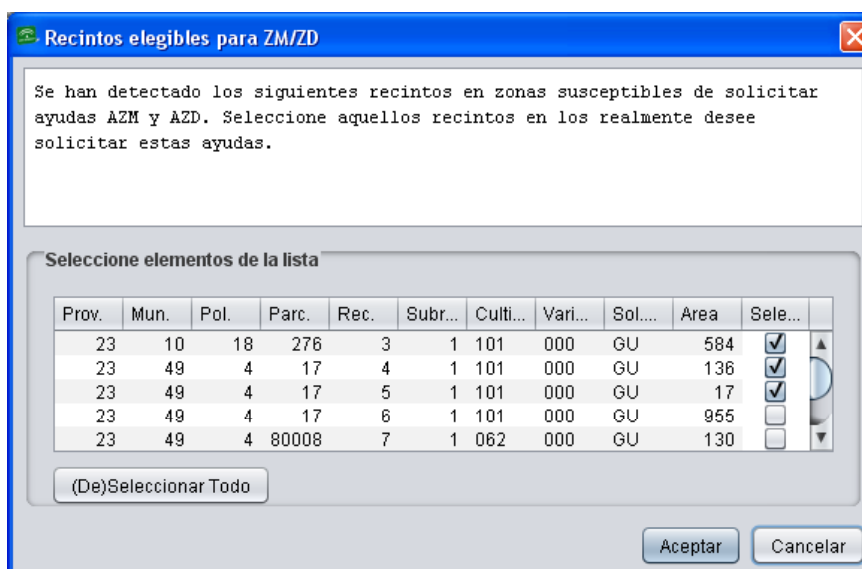 Recintos elegibles para ZM/ZD
Se han detectado los siguientes recintos en zonas susceptibles de solicitar
ayudas AZM y AZD. Seleccione aquellos recintos en los realmente desee
solicitar estas ayudas.
Seleccione elementos de la lista
Prov. Mun. Pol. Parc. Rec. Subr... Culti... Vari... Sol.... Area Sele...
23 10 18 276 3 1 101 000 GU 584
23 49 4 17 4 1 101 000 GU 136
23 49 4 17 5 1 101 000 GU 17
23 49 4 17 6 1 101 000 GU 955
23 49 4 80008 7 1 062 000 GU 130
(De)Seleccionar Todo
Aceptar Cancelar